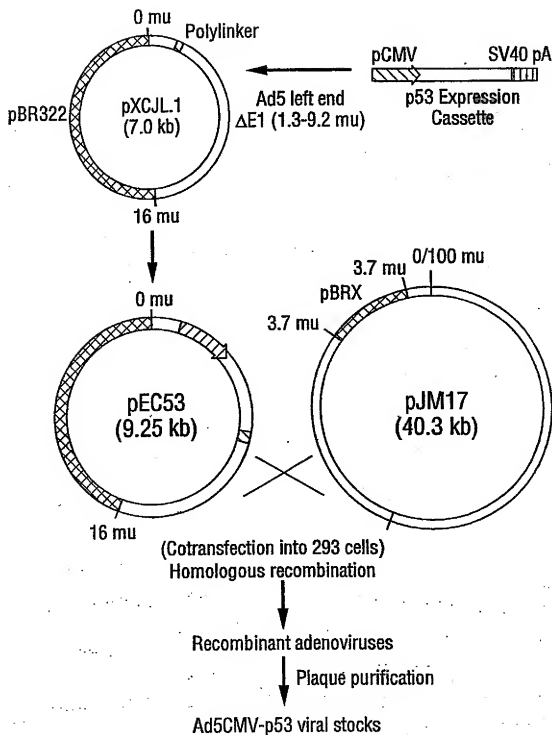 0 mu
Polylinker
pBR322
pXCJL.1
(7.0 kb)
16 mu
Ad5 left end
ΔE1 (1.3-9.2 mu)
pCMV
SV40 pA
p53 Expression
Cassette
0 mu
pEC53
(9.25 kb)
16 mu
pBRX
3.7 mu
0/100 mu
3.7 mu
pJM17
(40.3 kb)
(Cotransfection into 293 cells)
Homologous recombination
Recombinant adenoviruses
Plaque purification
Ad5CMV-p53 viral stocks